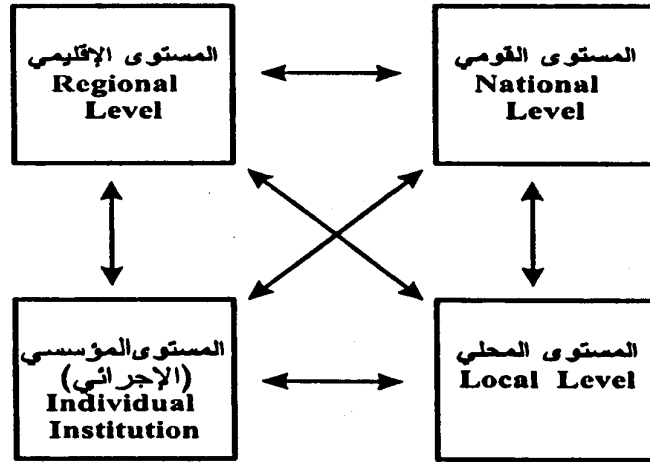 المستوى الإقليمي
Regional
Level
المستوى القومي
National
Level
المستوى المؤسسي
(الإجرائي)
Individual
Institution
المستوى المحلي
Local Level